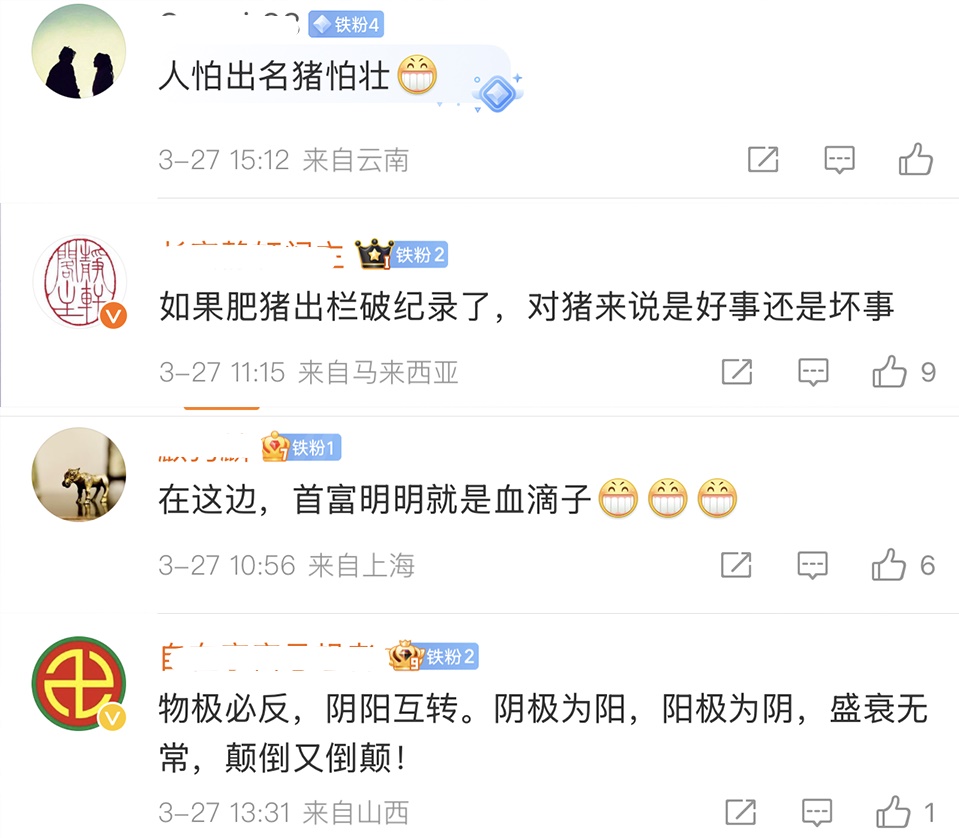 铁粉4
人怕出名猪怕壮
3-27 15:12 来自云南
靜軒閣主
铁粉2
如果肥猪出栏破纪录了，对猪来说是好事还是坏事
3-27 11:15 来自马来西亚
9
铁粉1
在这边，首富明明就是血滴子
3-27 10:56 来自上海
6
铁粉2
物极必反，阴阳互转。阴极为阳，阳极为阴，盛衰无
常，颠倒又倒颠！
3-27 13:31 来自山西
1